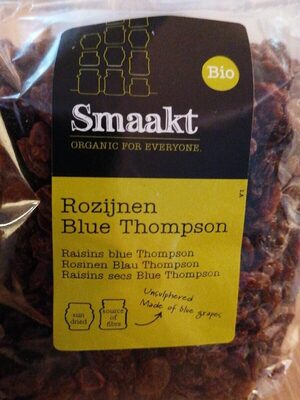 Bio
Smaakt
ORGANIC FOR EVERYONE.
Rozijnen
Blue Thompson
Raisins blue Thompson
Rosinen Blau Thompson
Raisins secs Blue Thompson
sun
dried
source
of
fibre
Unsulphered
Made of blue grapes